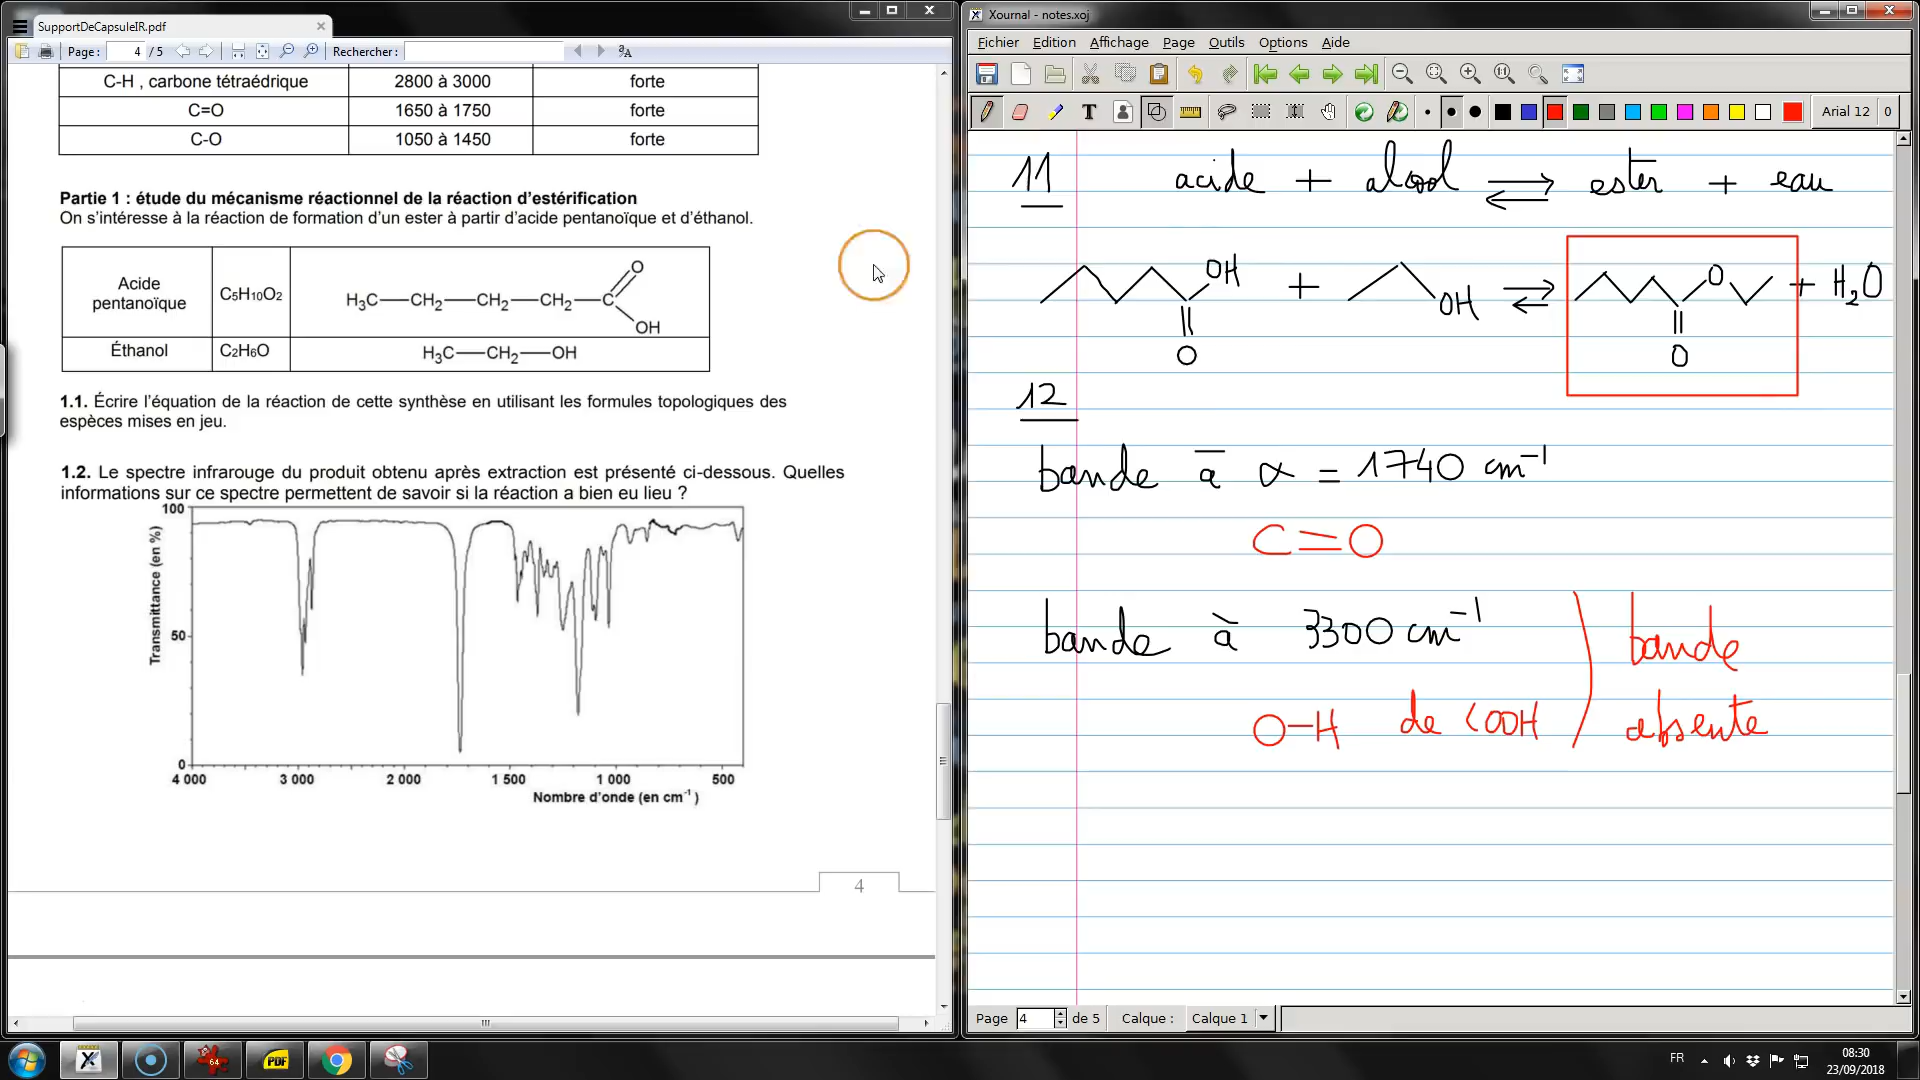 SupportDeCapsuleIR.pdf
Page: 4 / 5
Rechercher:
C-H , carbone tétraédrique 2800 à 3000 forte
C=O 1650 à 1750 forte
C-O 1050 à 1450 forte
Partie 1 : étude du mécanisme réactionnel de la réaction d'estérification
On s'intéresse à la réaction de formation d'un ester à partir d'acide pentanoïque et d'éthanol.
Acide pentanoïque C5H10O2 H3C—CH2—CH2—CH2—C O OH
Éthanol C2H6O H3C—CH2—OH
1.1. Écrire l'équation de la réaction de cette synthèse en utilisant les formules topologiques des
espèces mises en jeu.
1.2. Le spectre infrarouge du produit obtenu après extraction est présenté ci-dessous. Quelles
informations sur ce spectre permettent de savoir si la réaction a bien eu lieu ?
Transmittance (en %)
100
50
0
4 000 3 000 2 000 1 500 1 000 500
Nombre d'onde (en cm-1)
4
Xournal - notes.xoj
Fichier Edition Affichage Page Outils Options Aide
T Arial 12 0
11 acide + alcool ⇌ ester + eau
OH O + OH ⇌ O O + H2O
12
bande à α = 1740 cm-1
C=O
bande à 3300 cm-1 bande
O-H de COOH absente
Page 4 de 5 Calque : Calque 1
64
PDF
FR
08:30
23/09/2018